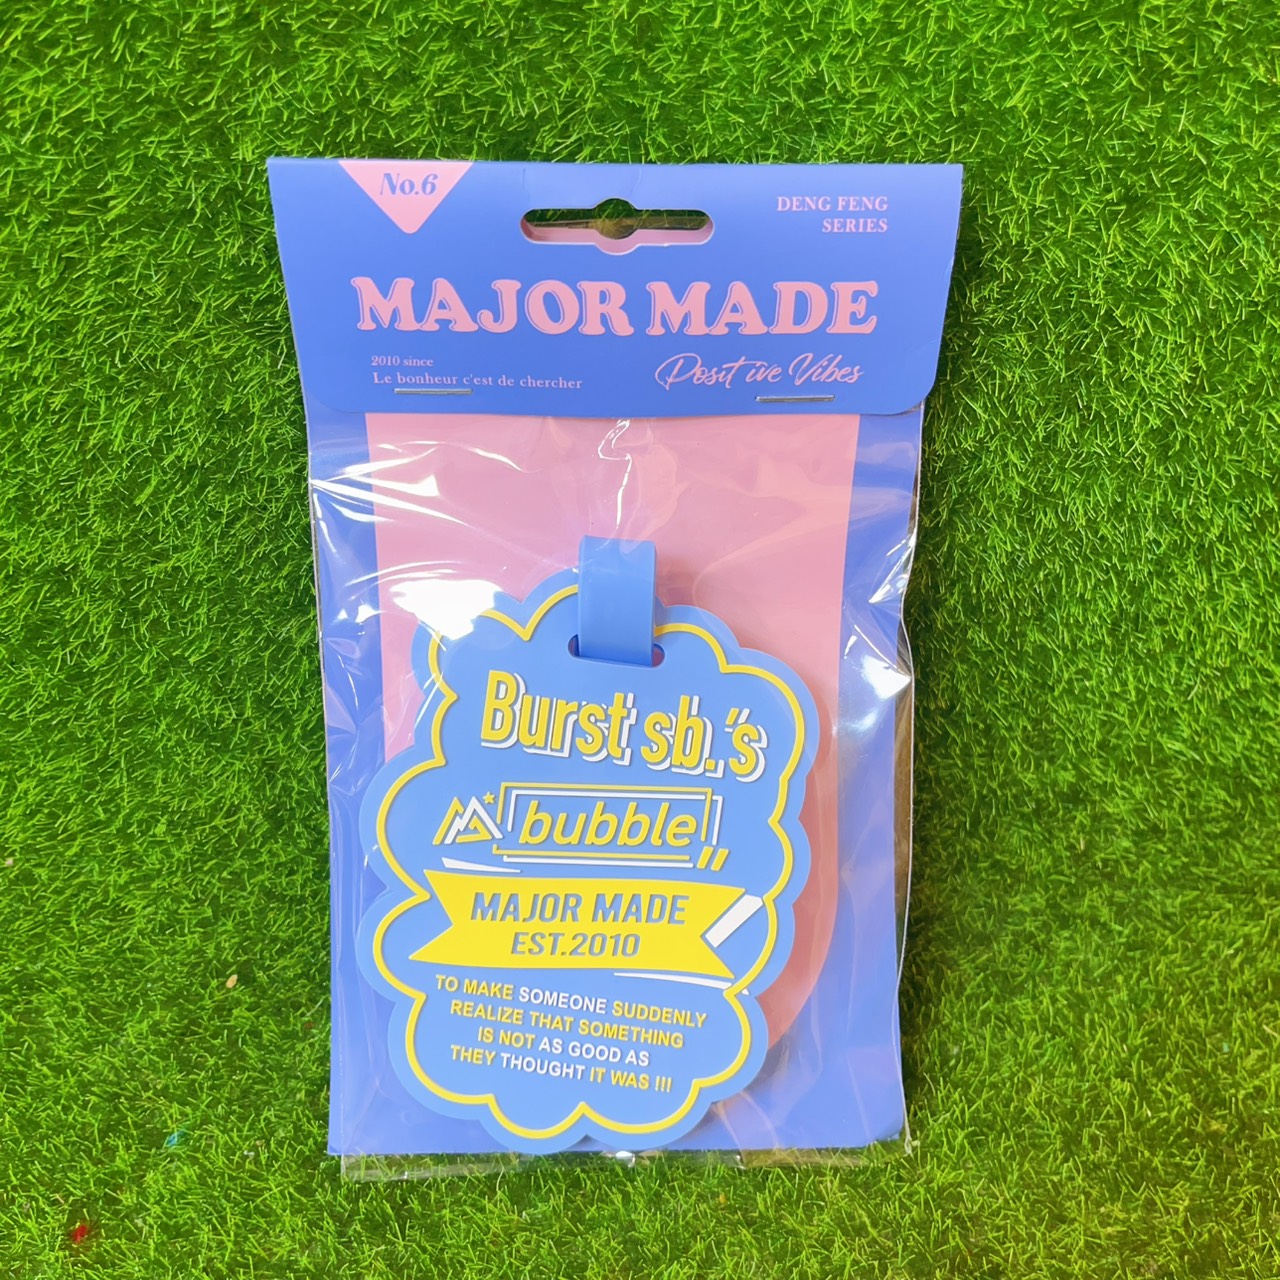 No.6
DENG FENG
SERIES
MAJOR MADE
2010 since
Le bonheur c'est de chercher
Posit ive Vibes
Burst sb.'s
bubble
MAJOR MADE
EST.2010
TO MAKE SOMEONE SUDDENLY
REALIZE THAT SOMETHING
IS NOT AS GOOD AS
THEY THOUGHT IT WAS !!!